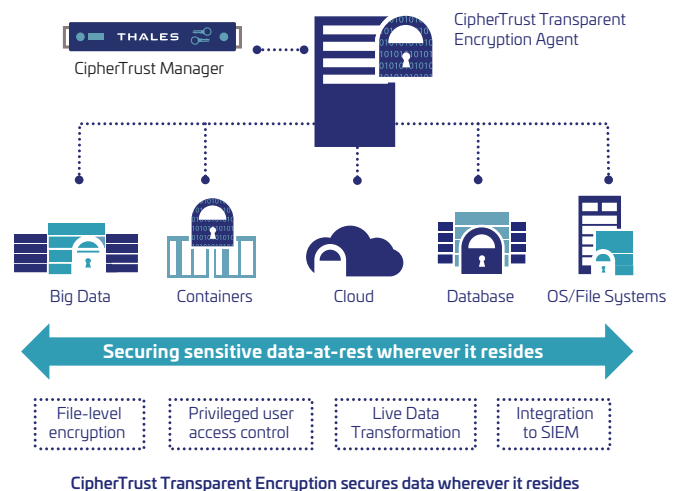 THALES
CipherTrust Manager
CipherTrust Transparent
Encryption Agent
Big Data
Containers
Cloud
Database
OS/File Systems
Securing sensitive data-at-rest wherever it resides
File-level
encryption
Privileged user
access control
Live Data
Transformation
Integration
to SIEM
CipherTrust Transparent Encryption secures data wherever it resides